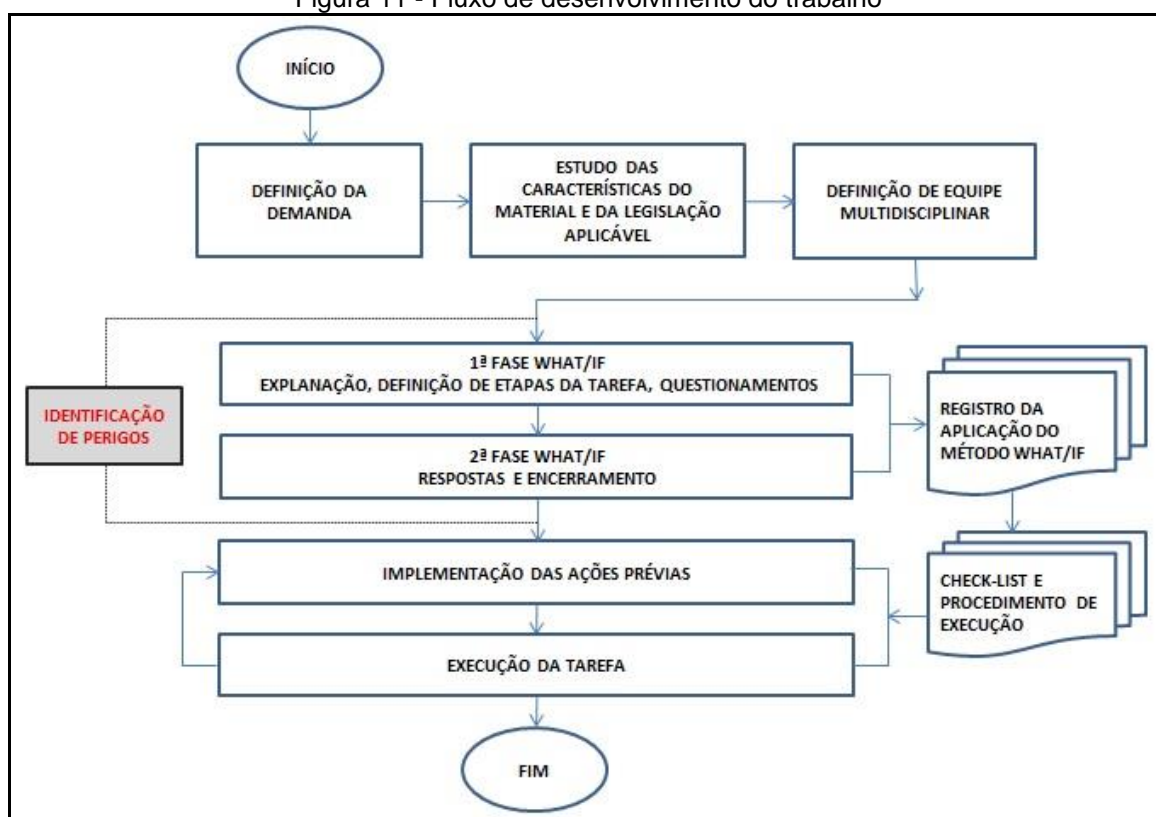 Figura 11 - Fluxo de desenvolvimento do trabalho
INÍCIO
DEFINIÇÃO DA
DEMANDA
ESTUDO DAS
CARACTERÍSTICAS DO
MATERIAL E DA LEGISLAÇÃO
APLICÁVEL
DEFINIÇÃO DE EQUIPE
MULTIDISCIPLINAR
1ª FASE WHAT/IF
EXPLANAÇÃO, DEFINIÇÃO DE ETAPAS DA TAREFA, QUESTIONAMENTOS
IDENTIFICAÇÃO
DE PERIGOS
2ª FASE WHAT/IF
RESPOSTAS E ENCERRAMENTO
REGISTRO DA
APLICAÇÃO DO
MÉTODO WHAT/IF
IMPLEMENTAÇÃO DAS AÇÕES PRÉVIAS
CHECK-LIST E
PROCEDIMENTO DE
EXECUÇÃO
EXECUÇÃO DA TAREFA
FIM